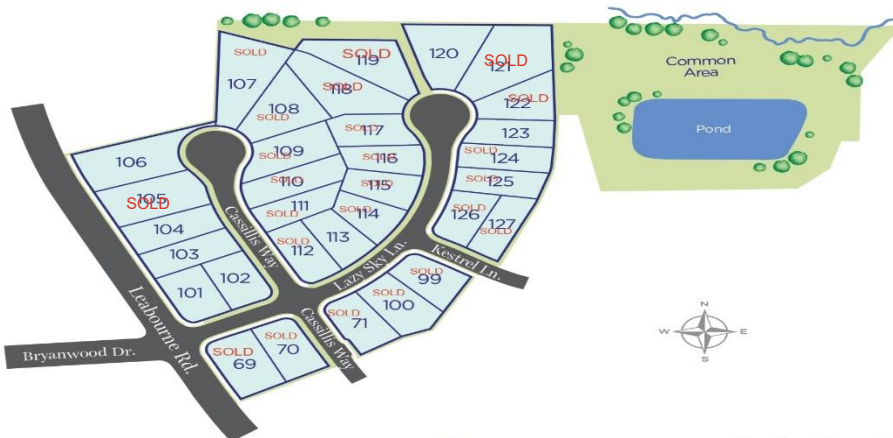 SOLD
107
SOLD
119
SOLD
118
108
SOLD
120
SOLD
121
SOLD
122
Common
Area
Pond
123
SOLD
117
106
109
SOLD
SOLD
116
SOLD
124
SOLD
110
SOLD
115
SOLD
125
105
SOLD
111
SOLD
SOLD
114
SOLD
126
127
SOLD
104
103
SOLD
112
113
102
101
Cassillis Way
Lazy Sky Ln.
Kestrel Ln.
SOLD
99
SOLD
100
SOLD
71
Leabourne Rd.
Cassillis Way
Bryanwood Dr.
SOLD
69
SOLD
70
N
W
E
S